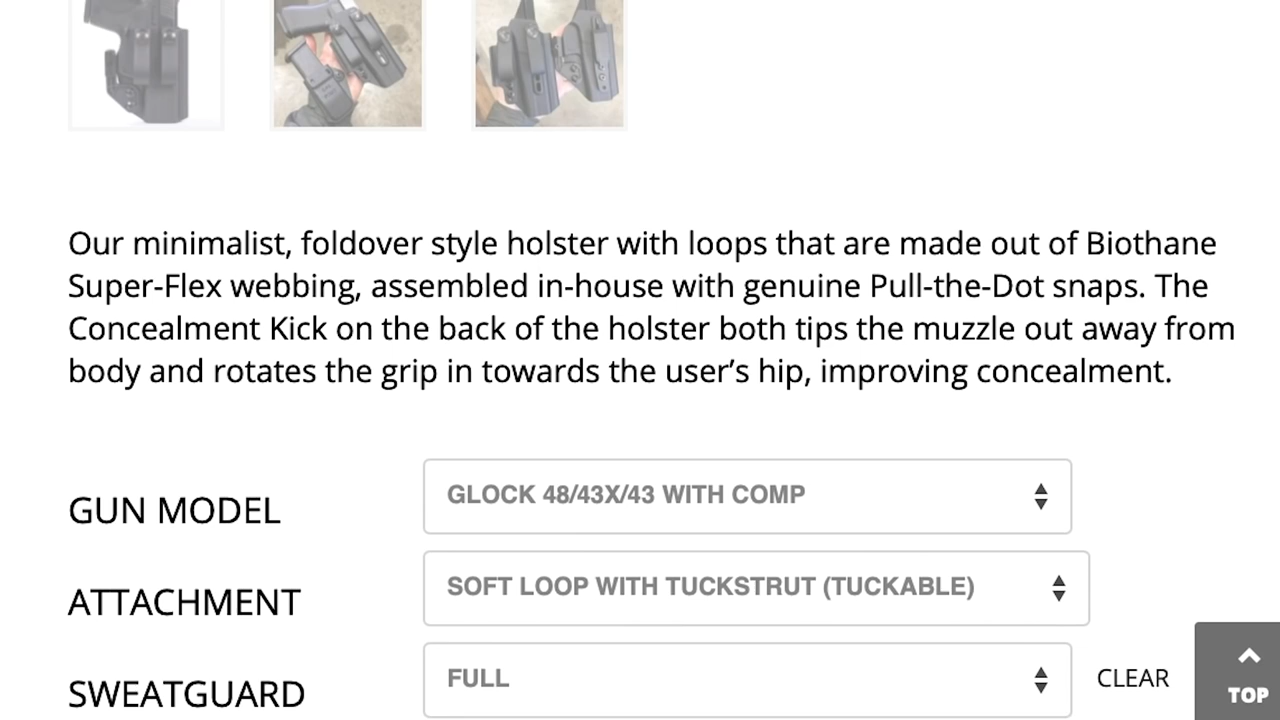 Our minimalist, foldover style holster with loops that are made out of Biothane
Super-Flex webbing, assembled in-house with genuine Pull-the-Dot snaps. The
Concealment Kick on the back of the holster both tips the muzzle out away from
body and rotates the grip in towards the user’s hip, improving concealment.
GUN MODEL
GLOCK 48/43X/43 WITH COMP
ATTACHMENT
SOFT LOOP WITH TUCKSTRUT (TUCKABLE)
SWEATGUARD
FULL
CLEAR
TOP